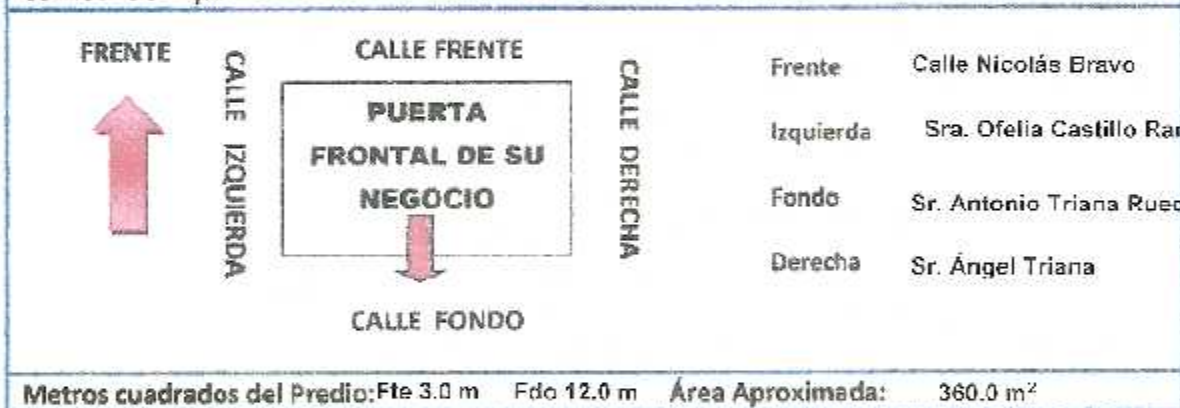 FRENTE
CALLE FRENTE
CALLE IZQUIERDA
PUERTA
FRONTAL DE SU
NEGOCIO
CALLE DERECHA
CALLE FONDO
Frente Calle Nicolás Bravo
Izquierda Sra. Ofelia Castillo
Fondo Sr. Antonio Triana
Derecha Sr. Ángel Triana
Metros cuadrados del Predio: Fte 3.0 m Fdo 12.0 m Área Aproximada: 360.0 m²